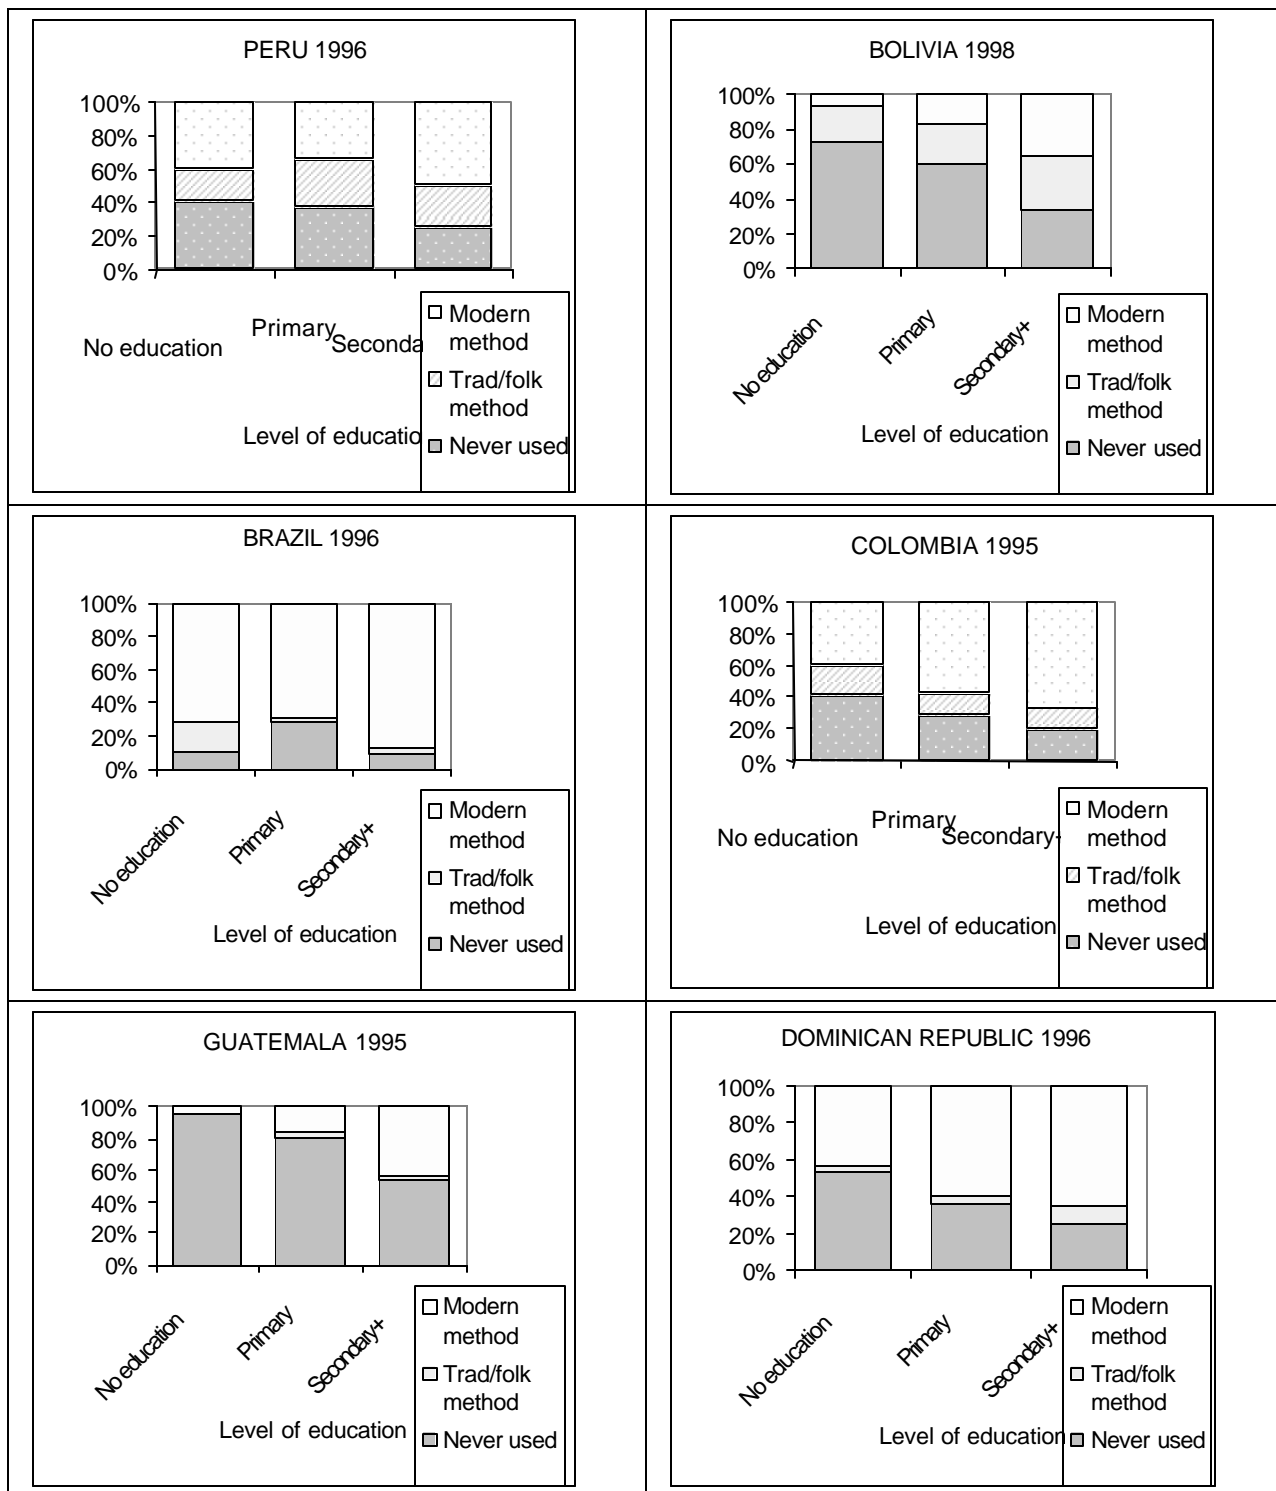 PERU 1996
100%
80%
60%
40%
20%
0%
No education
Primary
Seconda
Level of educatio
Modern
method
Trad/folk
method
Never used
BOLIVIA 1998
100%
80%
60%
40%
20%
0%
No education
Primary
Secondary+
Level of education
Modern
method
Trad/folk
method
Never used
BRAZIL 1996
100%
80%
60%
40%
20%
0%
No education
Primary
Secondary+
Level of education
Modern
method
Trad/folk
method
Never used
COLOMBIA 1995
100%
80%
60%
40%
20%
0%
No education
Primary
Secondary-
Level of education
Modern
method
Trad/folk
method
Never used
GUATEMALA 1995
100%
80%
60%
40%
20%
0%
No education
Primary
Secondary+
Level of education
Modern
method
Trad/folk
method
Never used
DOMINICAN REPUBLIC 1996
100%
80%
60%
40%
20%
0%
No education
Primary
Secondary+
Level of education
Modern
method
Trad/folk
method
Never used